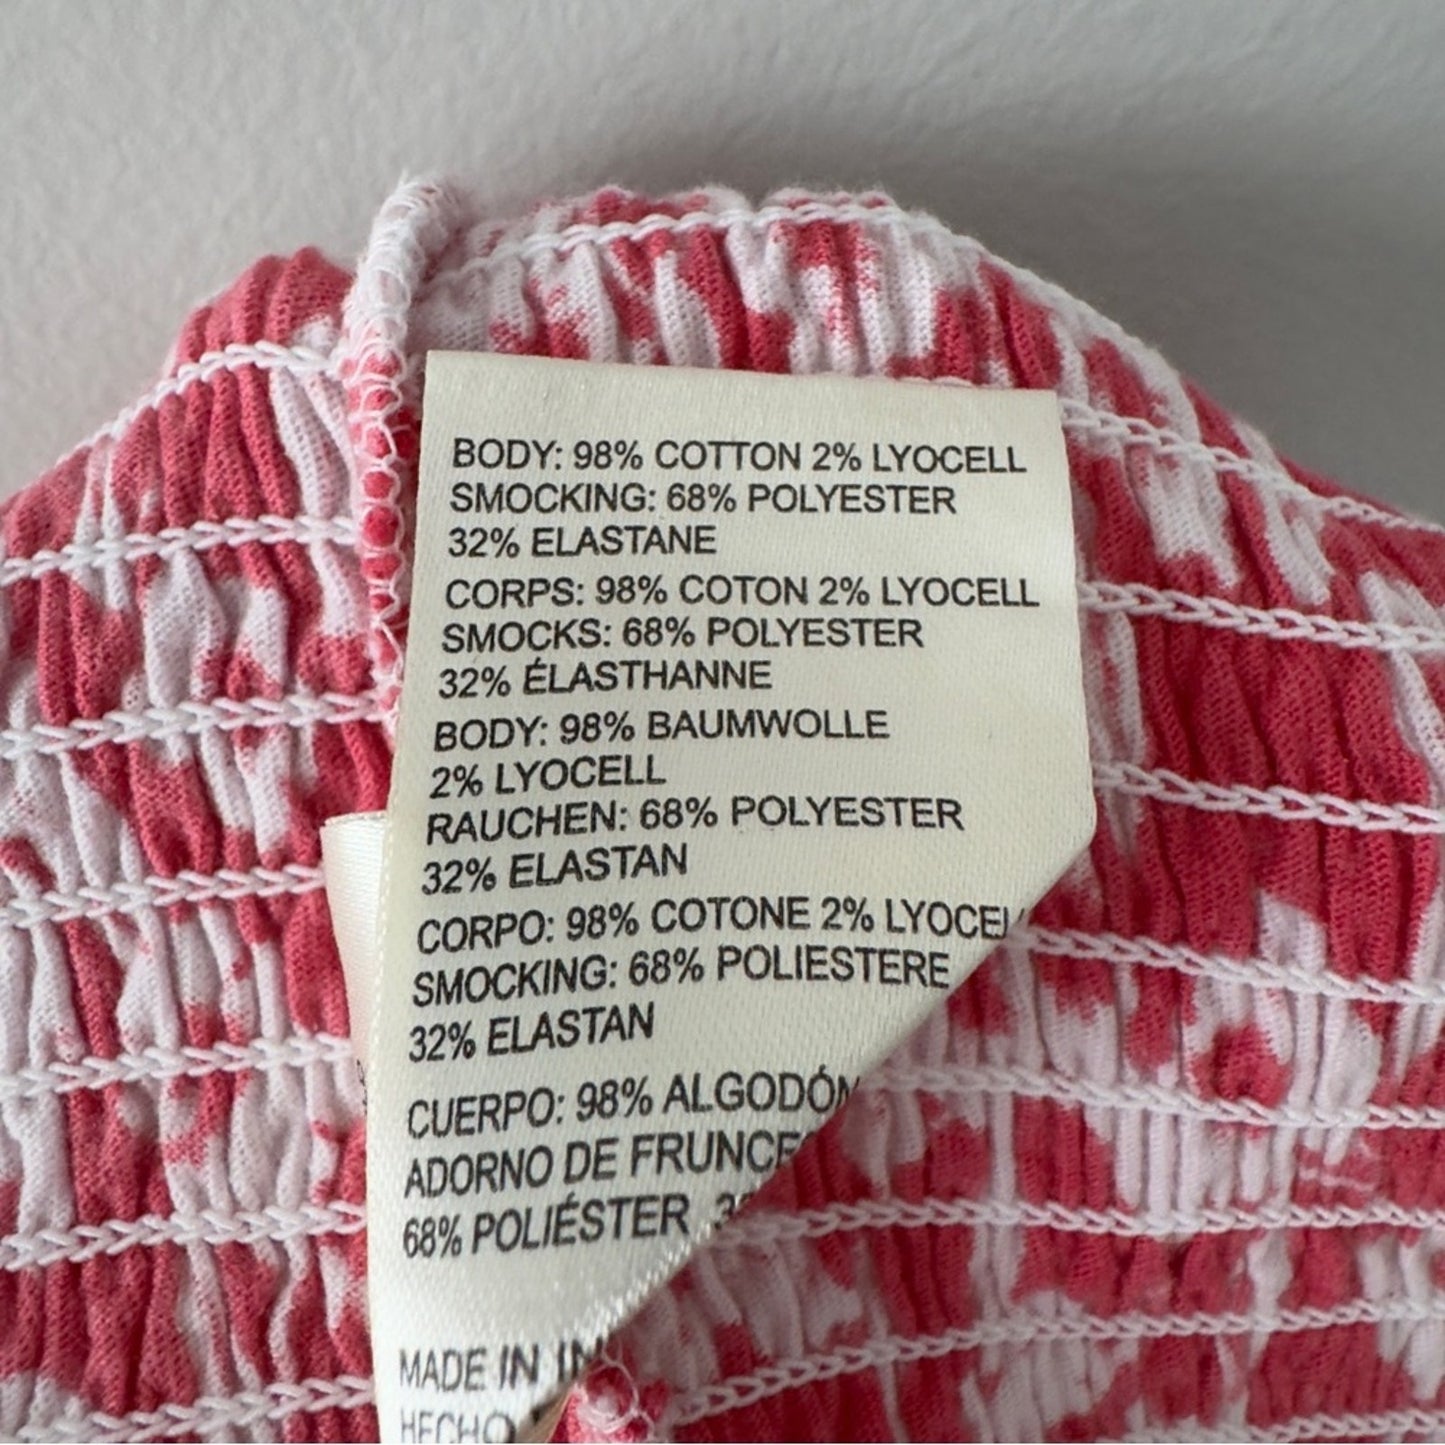 BODY: 98% COTTON 2% LYOCELL
SMOCKING: 68% POLYESTER
32% ELASTANE
CORPS: 98% COTON 2% LYOCELL
SMOCKS: 68% POLYESTER
32% ÉLASTHANNE
BODY: 98% BAUMWOLLE
2% LYOCELL
RAUCHEN: 68% POLYESTER
32% ELASTAN
CORPO: 98% COTONE 2%
SMOCKING: 68% POLIESTERE
32% ELASTAN
CUERPO: 98% ALGODÓN
ADORNO DE
68% POLIÉSTER
MADE IN
HECHO